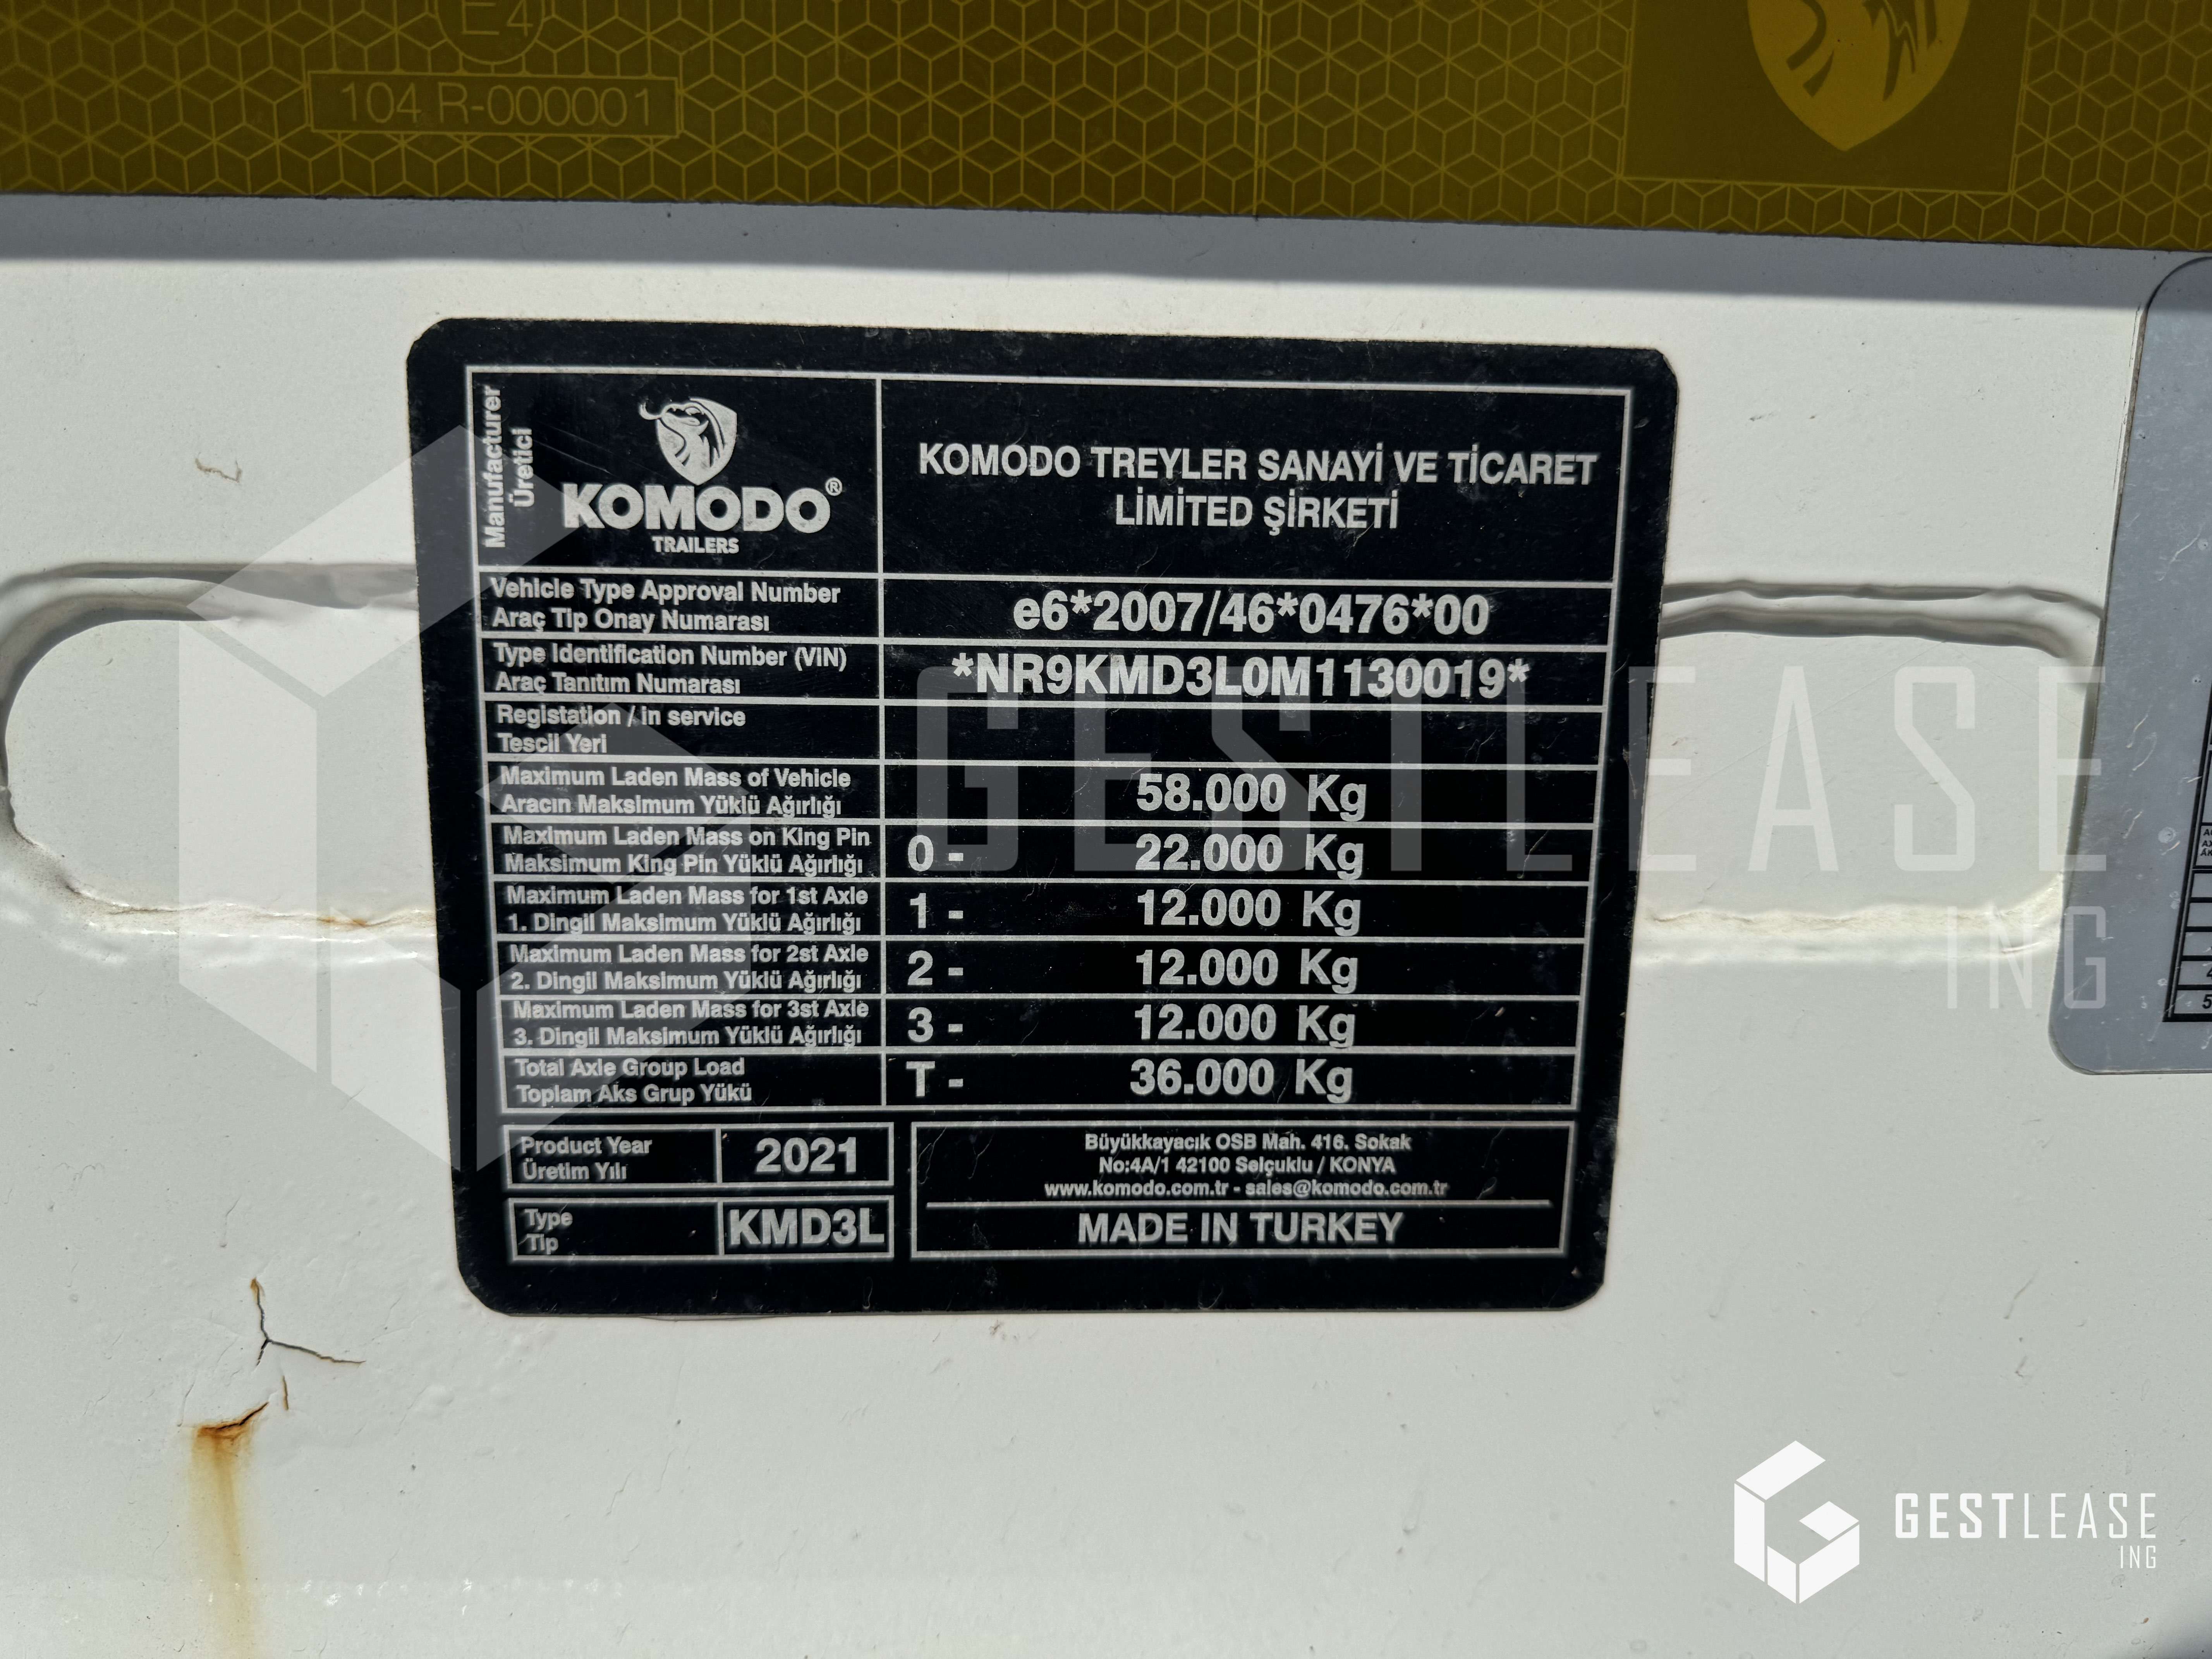 E4
104 R-000001
Manufacturer
Üretici
KOMODO®
TRAILERS
KOMODO TREYLER SANAYİ VE TİCARET
LİMİTED ŞİRKETİ
Vehicle Type Approval Number
Araç Tip Onay Numarası
e6*2007/46*0476*00
Type Identification Number (VIN)
Araç Tanıtım Numarası
*NR9KMD3L0M1130019*
Registation / in service
Tescil Yeri
Maximum Laden Mass of Vehicle
Aracın Maksimum Yüklü Ağırlığı
58.000 Kg
Maximum Laden Mass on King Pin
Maksimum King Pin Yüklü Ağırlığı
0 - 22.000 Kg
Maximum Laden Mass for 1st Axle
1. Dingil Maksimum Yüklü Ağırlığı
1 - 12.000 Kg
Maximum Laden Mass for 2st Axle
2. Dingil Maksimum Yüklü Ağırlığı
2 - 12.000 Kg
Maximum Laden Mass for 3st Axle
3. Dingil Maksimum Yüklü Ağırlığı
3 - 12.000 Kg
Total Axle Group Load
Toplam Aks Grup Yükü
T - 36.000 Kg
Product Year
Üretim Yılı
2021
Type
Tip
KMD3L
Büyükkayacık OSB Mah. 416. Sokak
No:4A/1 42100 Selçuklu / KONYA
www.komodo.com.tr - sales@komodo.com.tr
MADE IN TURKEY
GESTLEASE
ING
GESTLEASE
ING